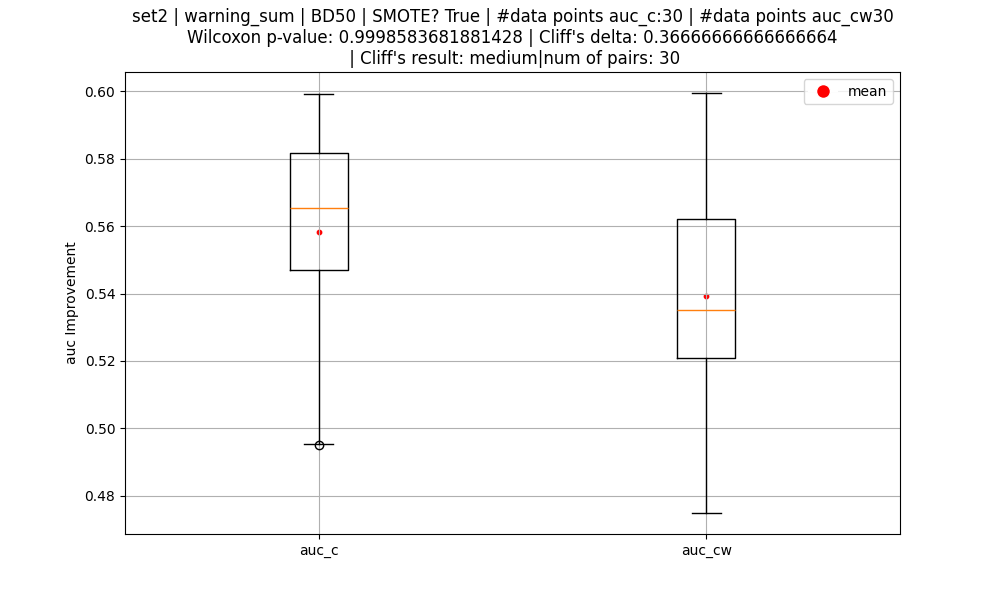 set2 | warning_sum | BD50 | SMOTE? True | #data points auc_c:30 | #data points auc_cw30
Wilcoxon p-value: 0.9998583681881428 | Cliff's delta: 0.36666666666666664
| Cliff's result: medium|num of pairs: 30
mean
0.60
0.58
0.56
0.54
0.52
0.50
0.48
auc Improvement
auc_c
auc_cw